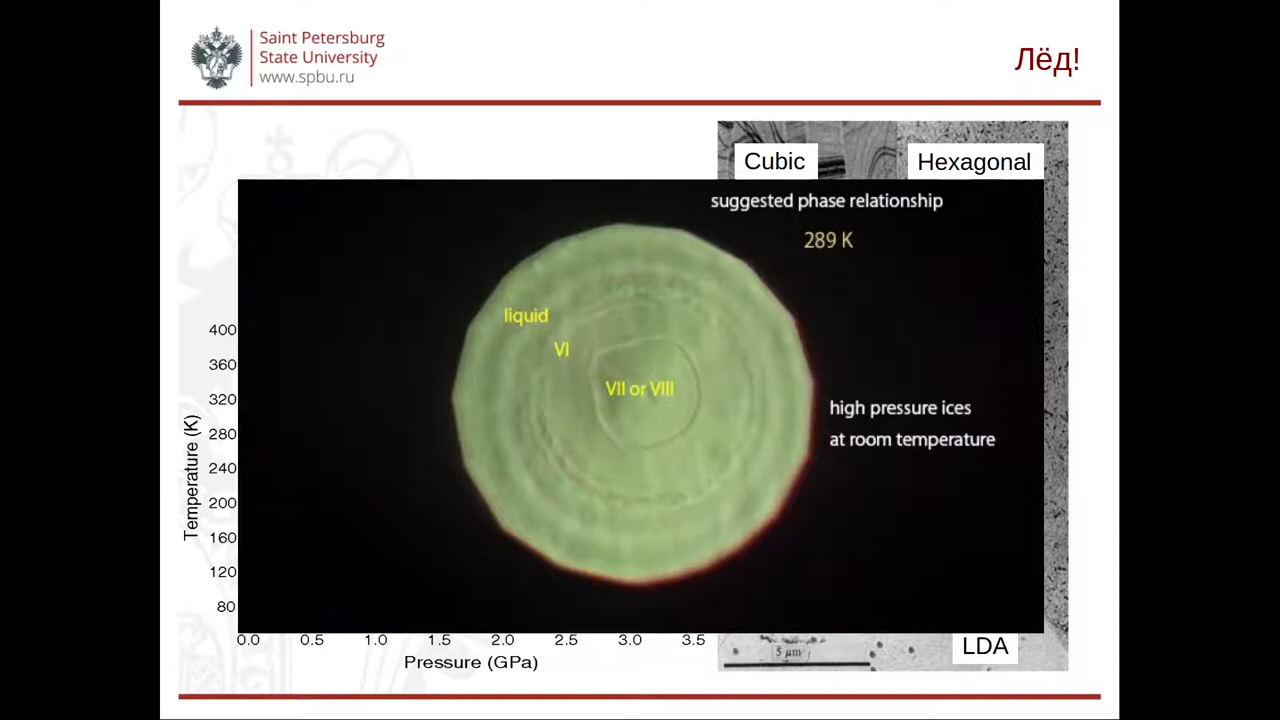 Saint Petersburg
State University
www.spbu.ru
Лёд!
Cubic
Hexagonal
suggested phase relationship
289 K
liquid
VI
VII or VIII
high pressure ices
at room temperature
Temperature (K)
400
360
320
280
240
200
160
120
80
0.0 0.5 1.0 1.5 2.0 2.5 3.0 3.5
Pressure (GPa)
5 µm
LDA